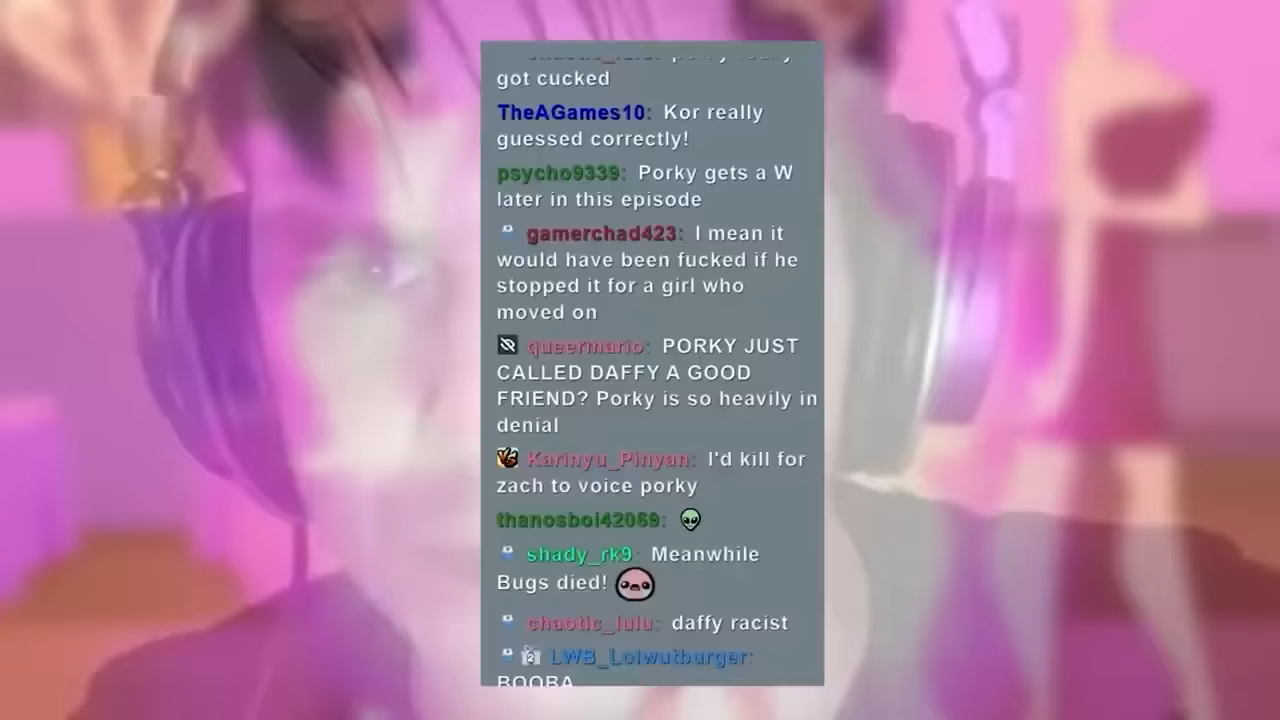 got cucked
TheAGames10: Kor really
guessed correctly!
psycho9339: Porky gets a W
later in this episode
gamerchad423: I mean it
would have been fucked if he
stopped it for a girl who
moved on
queermario: PORKY JUST
CALLED DAFFY A GOOD
FRIEND? Porky is so heavily in
denial
Karinyu_Pinyan: I'd kill for
zach to voice porky
thanosboi42069:
shady_rk9: Meanwhile
Bugs died!
chaotic_lulu: daffy racist
2 LWB_Lolwutburger:
BOOBA